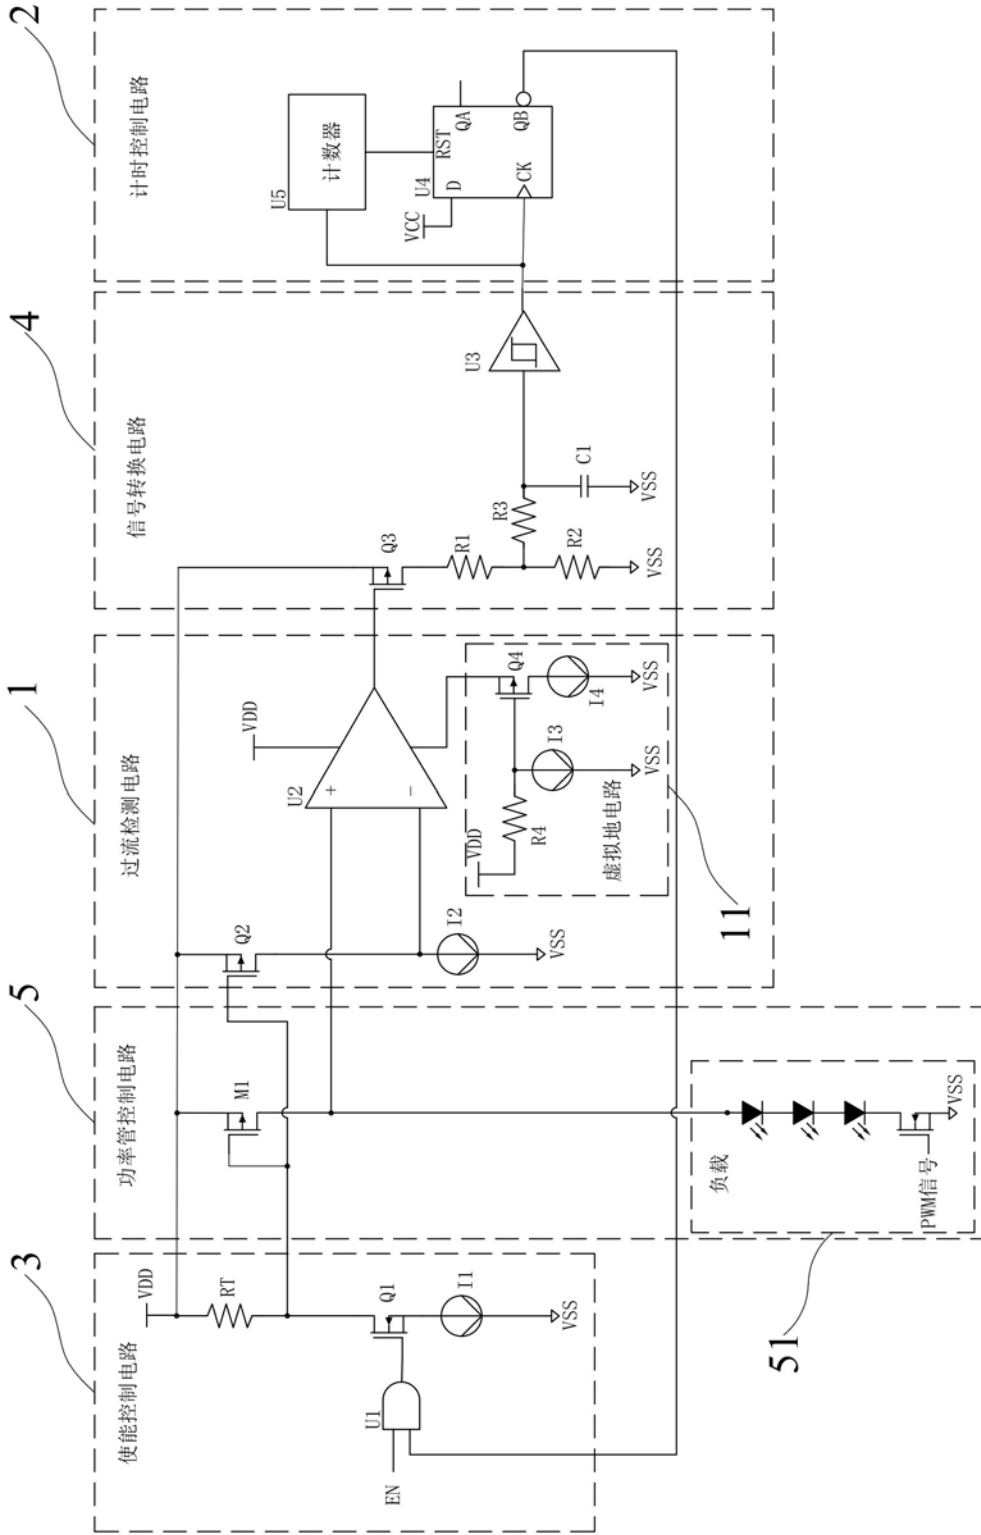 3
5
1
4
2
使能控制电路
功率管控制电路
过流检测电路
信号转换电路
计时控制电路
VDD
RT
Q1
I1
VSS
U1
EN
M1
Q2
I2
VSS
U2
+
-
VDD
VDD
R4
I3
VSS
Q4
I4
VSS
虚拟地电路
11
Q3
R1
R2
VSS
R3
C1
VSS
U3
U5
计数器
VCC
U4
D
RST
QA
CK
QB
负载
PWM信号
VSS
51